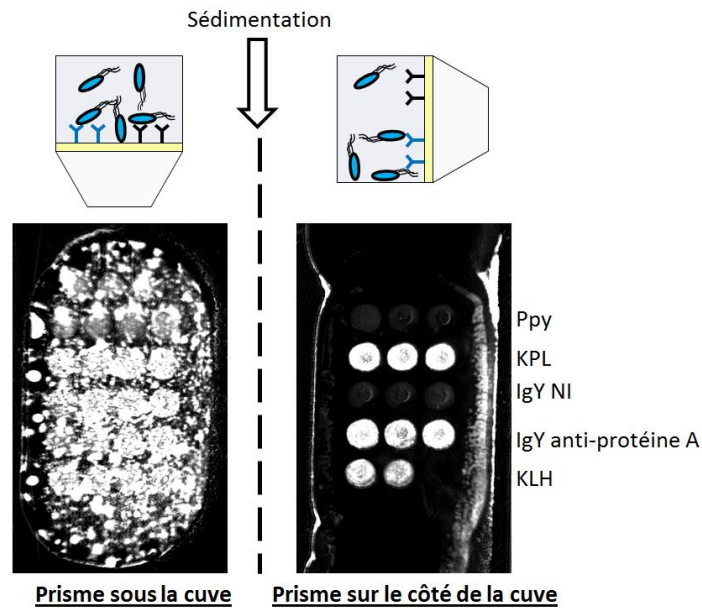 Sédimentation
Ppy
KPL
IgY NI
IgY anti-protéine A
KLH
Prisme sous la cuve
Prisme sur le côté de la cuve